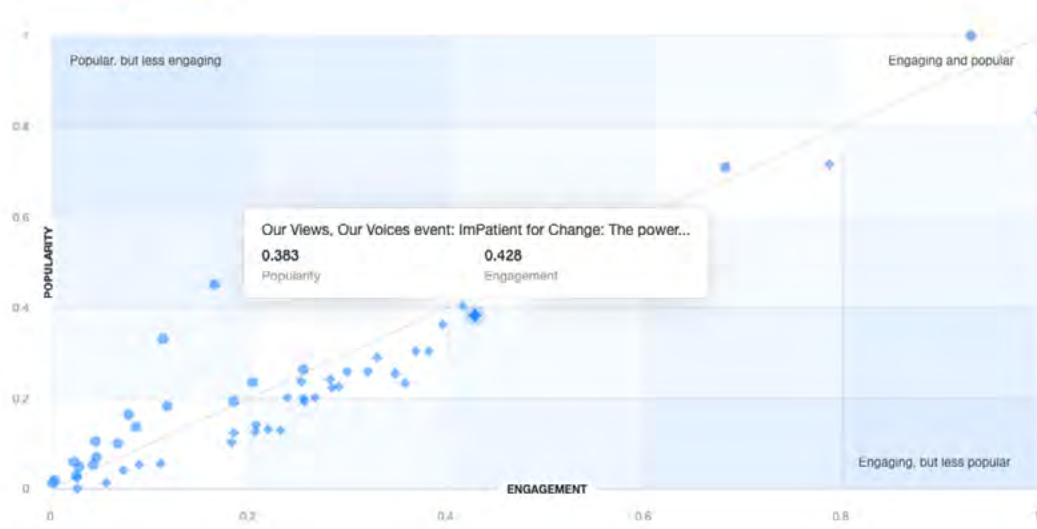 1
Popular, but less engaging
Engaging and popular
0.8
0.6
POPULARITY
Our Views, Our Voices event: ImPatient for Change: The power...
0.383
0.428
Popularity
Engagement
0.4
0.2
Engaging, but less popular
0
ENGAGEMENT
0
0.2
0.4
0.6
0.8
1